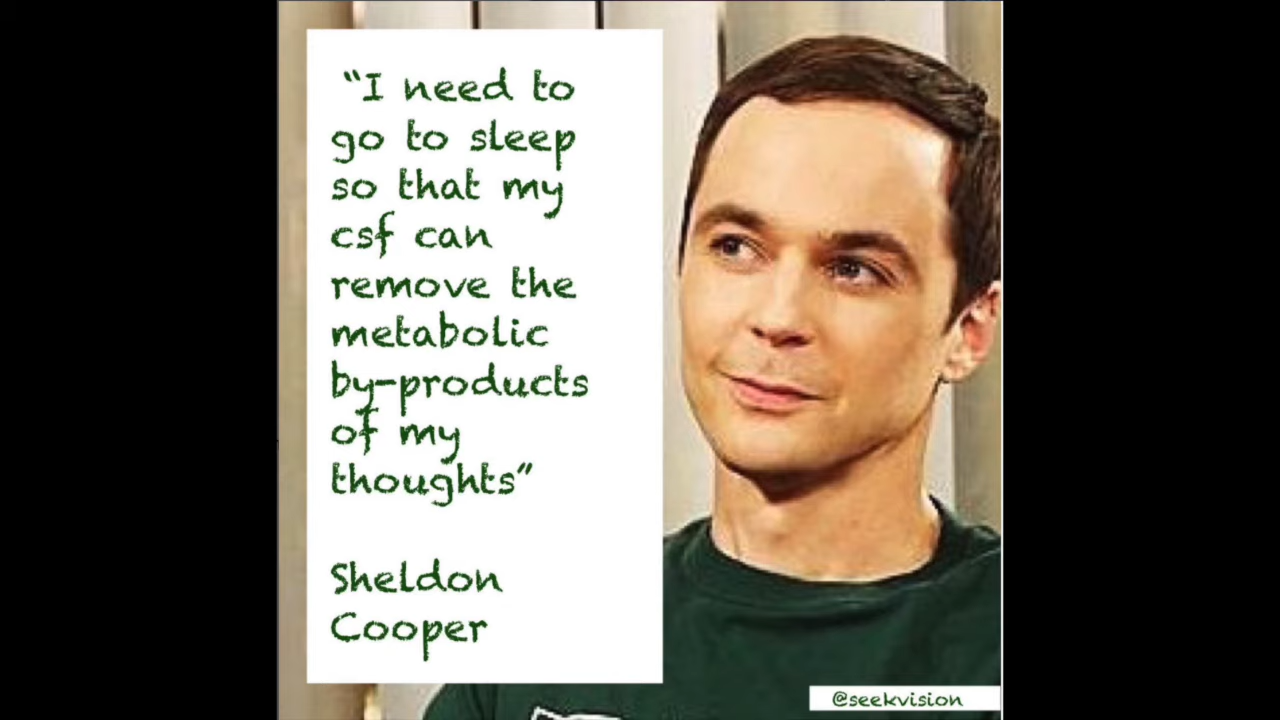 “I need to
go to sleep
so that my
csf can
remove the
metabolic
by-products
of my
thoughts”
Sheldon
Cooper
@seekvision